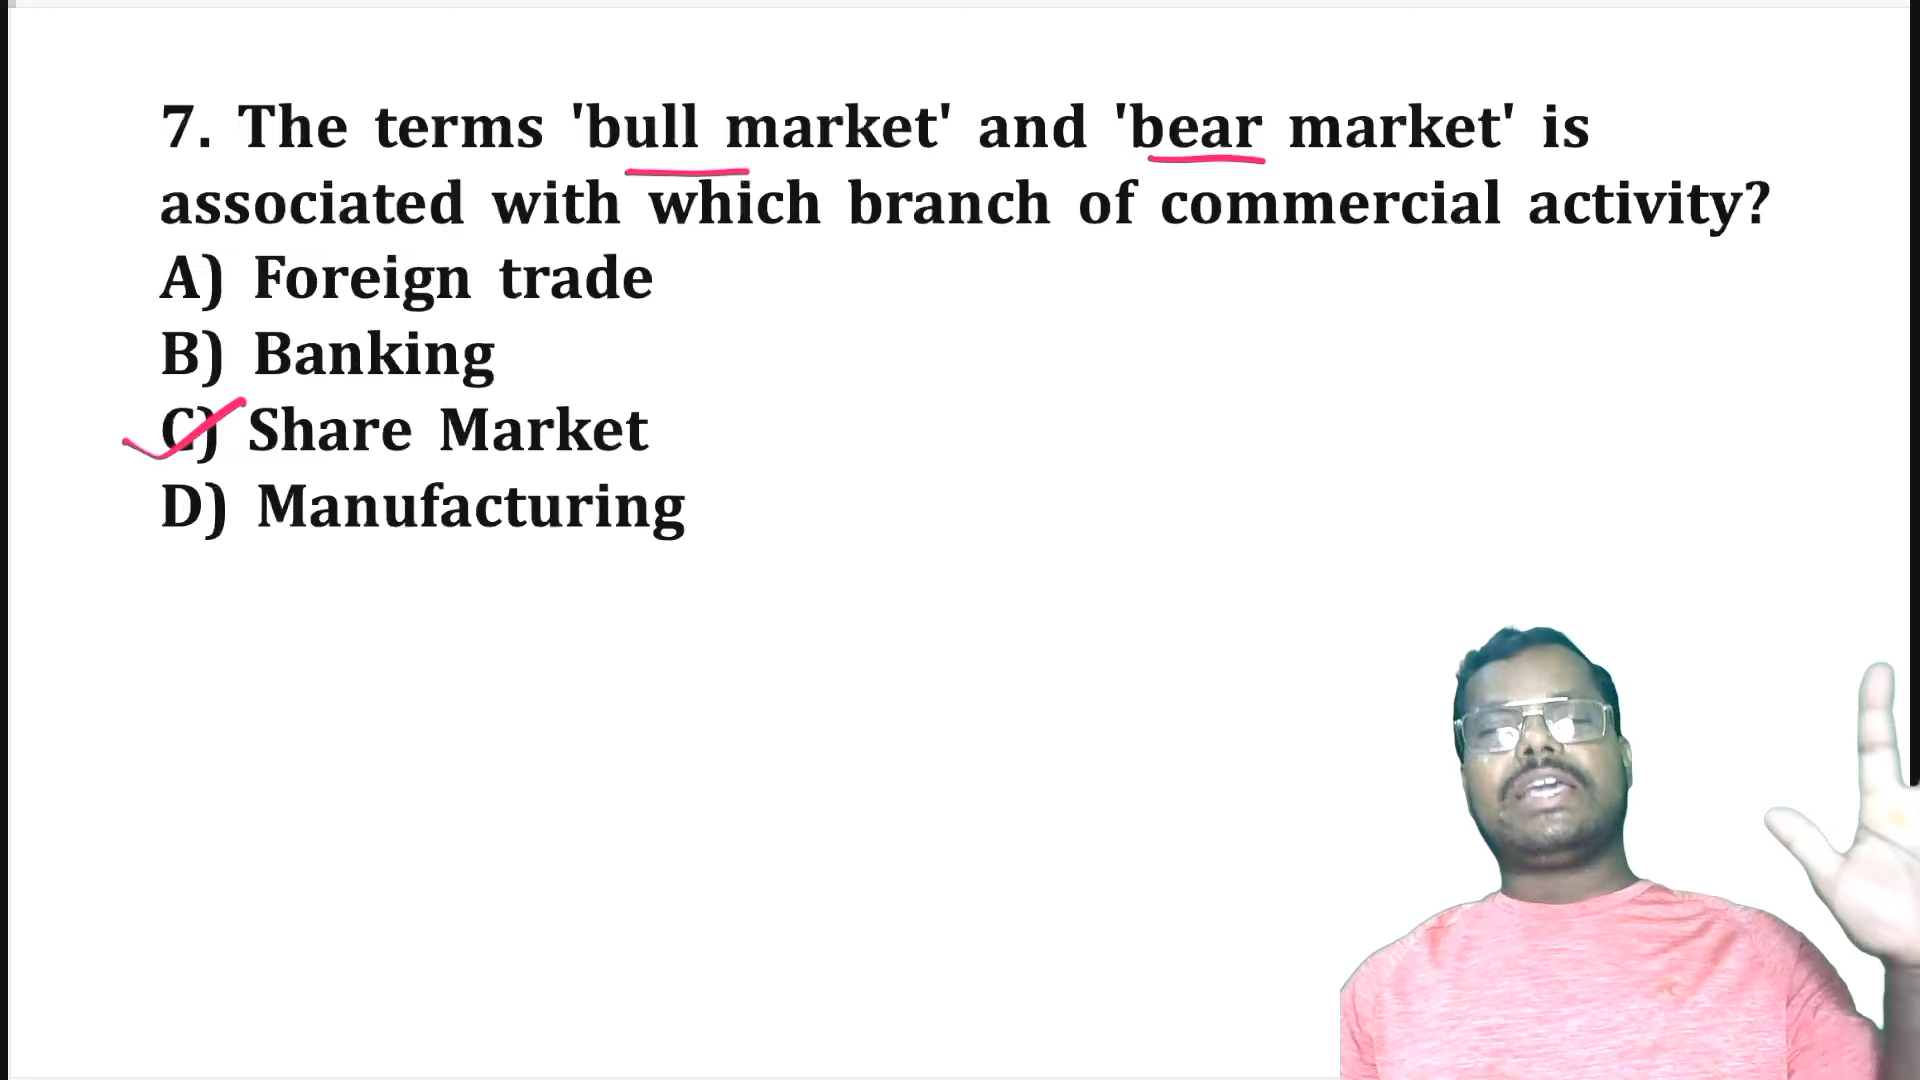 7. The terms 'bull market' and 'bear market' is
associated with which branch of commercial activity?
A) Foreign trade
B) Banking
C) Share Market
D) Manufacturing